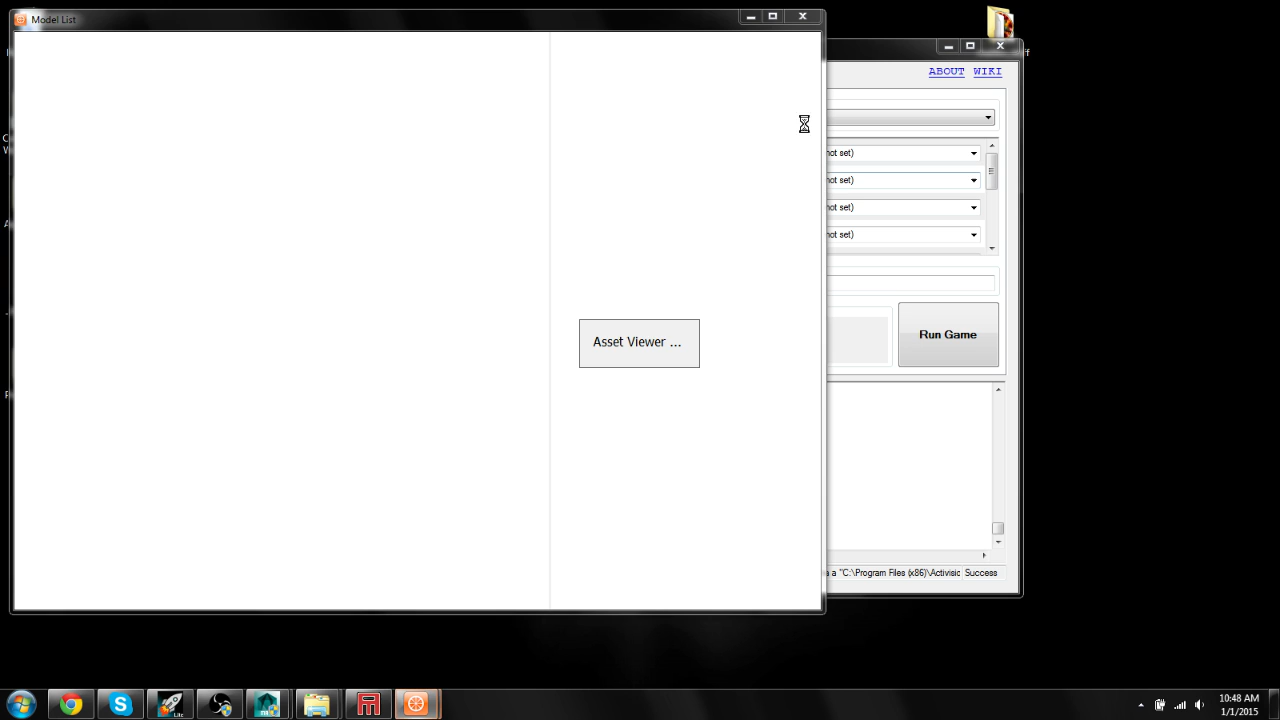 Model List
ABOUT WIKI
not set)
not set)
not set)
not set)
Asset Viewer ...
Run Game
a "C:\Program Files (x86)\Activisic Success
10:48 AM
1/1/2015